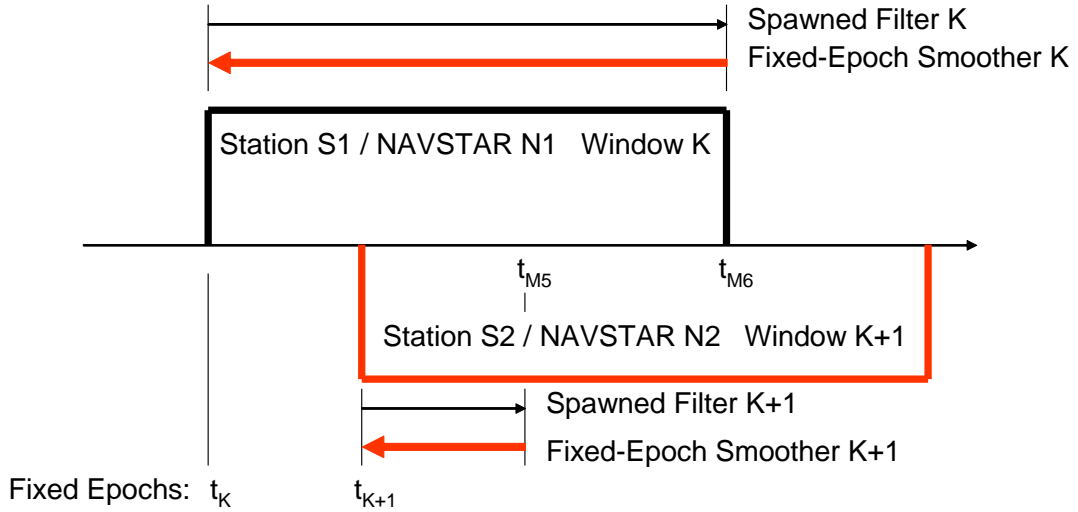 Spawned Filter K
Fixed-Epoch Smoother K
Station S1 / NAVSTAR N1 Window K
tM5
tM6
Station S2 / NAVSTAR N2 Window K+1
Spawned Filter K+1
Fixed-Epoch Smoother K+1
Fixed Epochs: tK tK+1